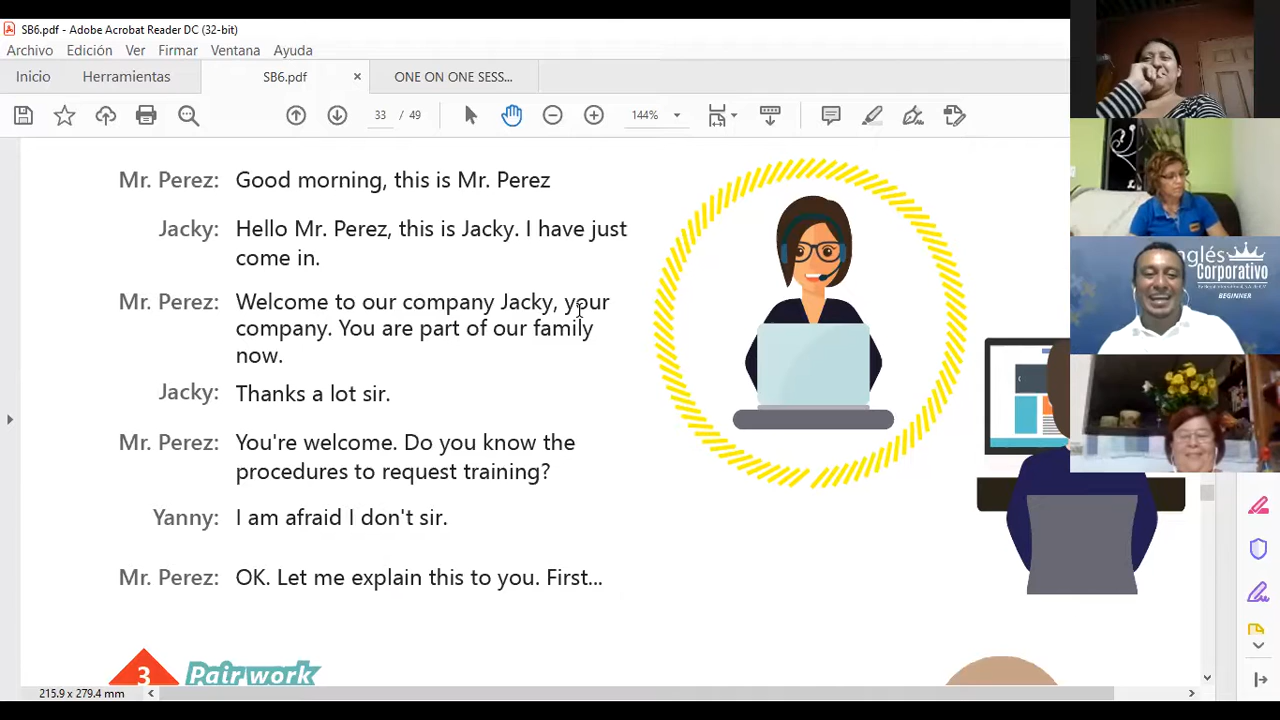 SB6.pdf - Adobe Acrobat Reader DC (32-bit)
Archivo Edición Ver Firmar Ventana Ayuda
Inicio Herramientas SB6.pdf × ONE ON ONE SESS...
33 / 49 144%
Mr. Perez: Good morning, this is Mr. Perez
Jacky: Hello Mr. Perez, this is Jacky. I have just
come in.
Mr. Perez: Welcome to our company Jacky, your
company. You are part of our family
now.
Jacky: Thanks a lot sir.
Mr. Perez: You're welcome. Do you know the
procedures to request training?
Yanny: I am afraid I don't sir.
Mr. Perez: OK. Let me explain this to you. First...
3 Pair work
215.9 x 279.4 mm
nglés
Corporativo
BEGINNER